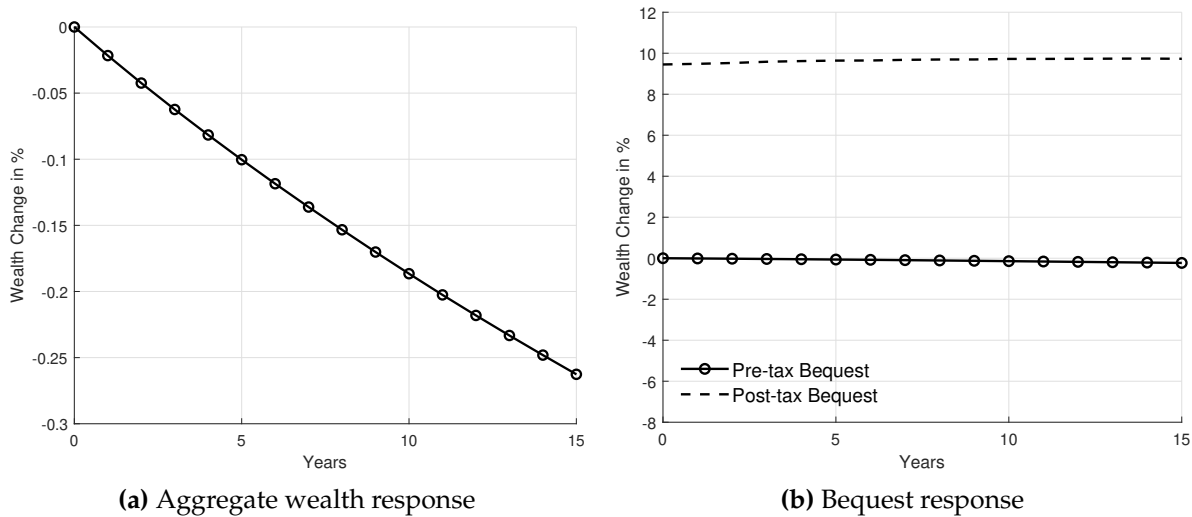 0
-0.05
-0.1
-0.15
-0.2
-0.25
-0.3
Wealth Change in %
0 5 10 15
Years
(a) Aggregate wealth response
12
10
8
6
4
2
0
-2
-4
-6
-8
Wealth Change in %
Pre-tax Bequest
Post-tax Bequest
0 5 10 15
Years
(b) Bequest response